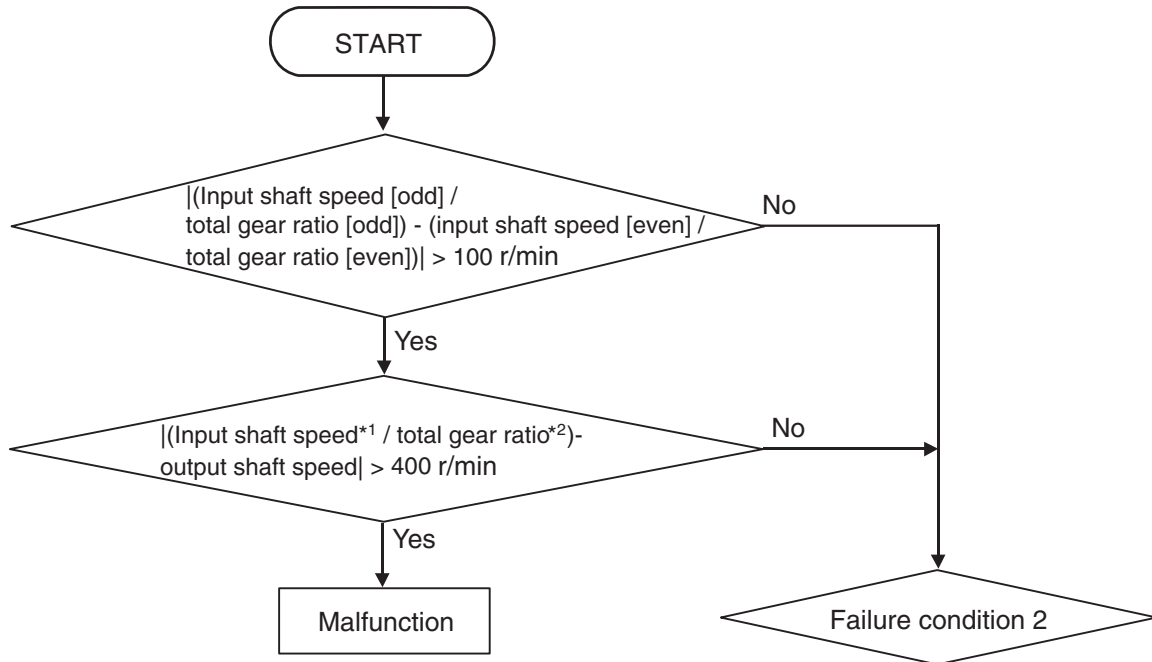 START
|(Input shaft speed [odd] /
total gear ratio [odd]) - (input shaft speed [even] /
total gear ratio [even])| > 100 r/min
No
Yes
|(Input shaft speed*1 / total gear ratio*2)-
output shaft speed| > 400 r/min
No
Yes
Malfunction
Failure condition 2